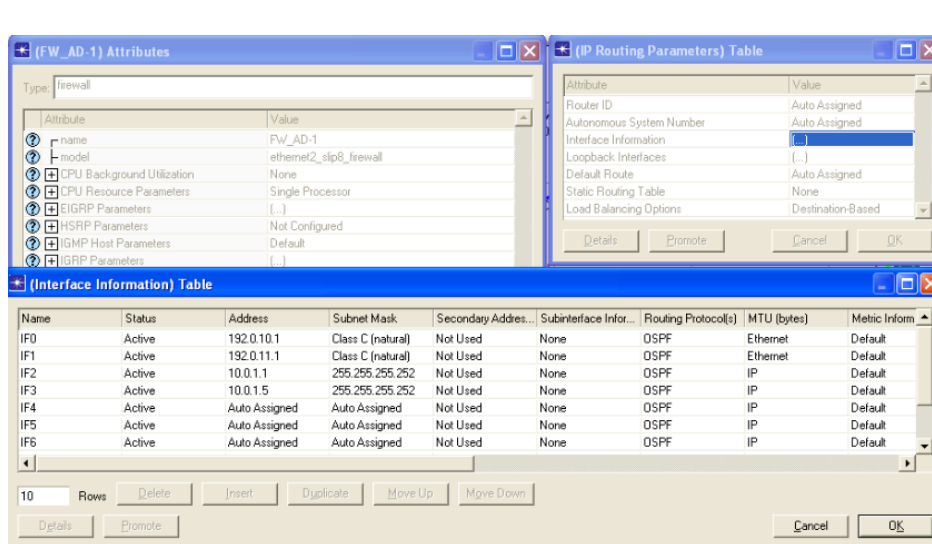 (FW_AD-1) Attributes
Type: firewall
Attribute Value
name FW_AD-1
model ethernet2_slip8_firewall
CPU Background Utilization None
CPU Resource Parameters Single Processor
EIGRP Parameters (...)
HSRP Parameters Not Configured
IGMP Host Parameters Default
IGRP Parameters (...)
(IP Routing Parameters) Table
Attribute Value
Router ID Auto Assigned
Autonomous System Number Auto Assigned
Interface Information (...)
Loopback Interfaces (...)
Default Route Auto Assigned
Static Routing Table None
Load Balancing Options Destination-Based
Details Promote Cancel OK
(Interface Information) Table
Name Status Address Subnet Mask Secondary Addres... Subinterface Infor... Routing Protocol(s) MTU (bytes) Metric Inform
IF0 Active 192.0.10.1 Class C (natural) Not Used None OSPF Ethernet Default
IF1 Active 192.0.11.1 Class C (natural) Not Used None OSPF Ethernet Default
IF2 Active 10.0.1.1 255.255.255.252 Not Used None OSPF IP Default
IF3 Active 10.0.1.5 255.255.255.252 Not Used None OSPF IP Default
IF4 Active Auto Assigned Auto Assigned Not Used None OSPF IP Default
IF5 Active Auto Assigned Auto Assigned Not Used None OSPF IP Default
IF6 Active Auto Assigned Auto Assigned Not Used None OSPF IP Default
10 Rows Delete Insert Duplicate Move Up Move Down
Details Promote Cancel OK